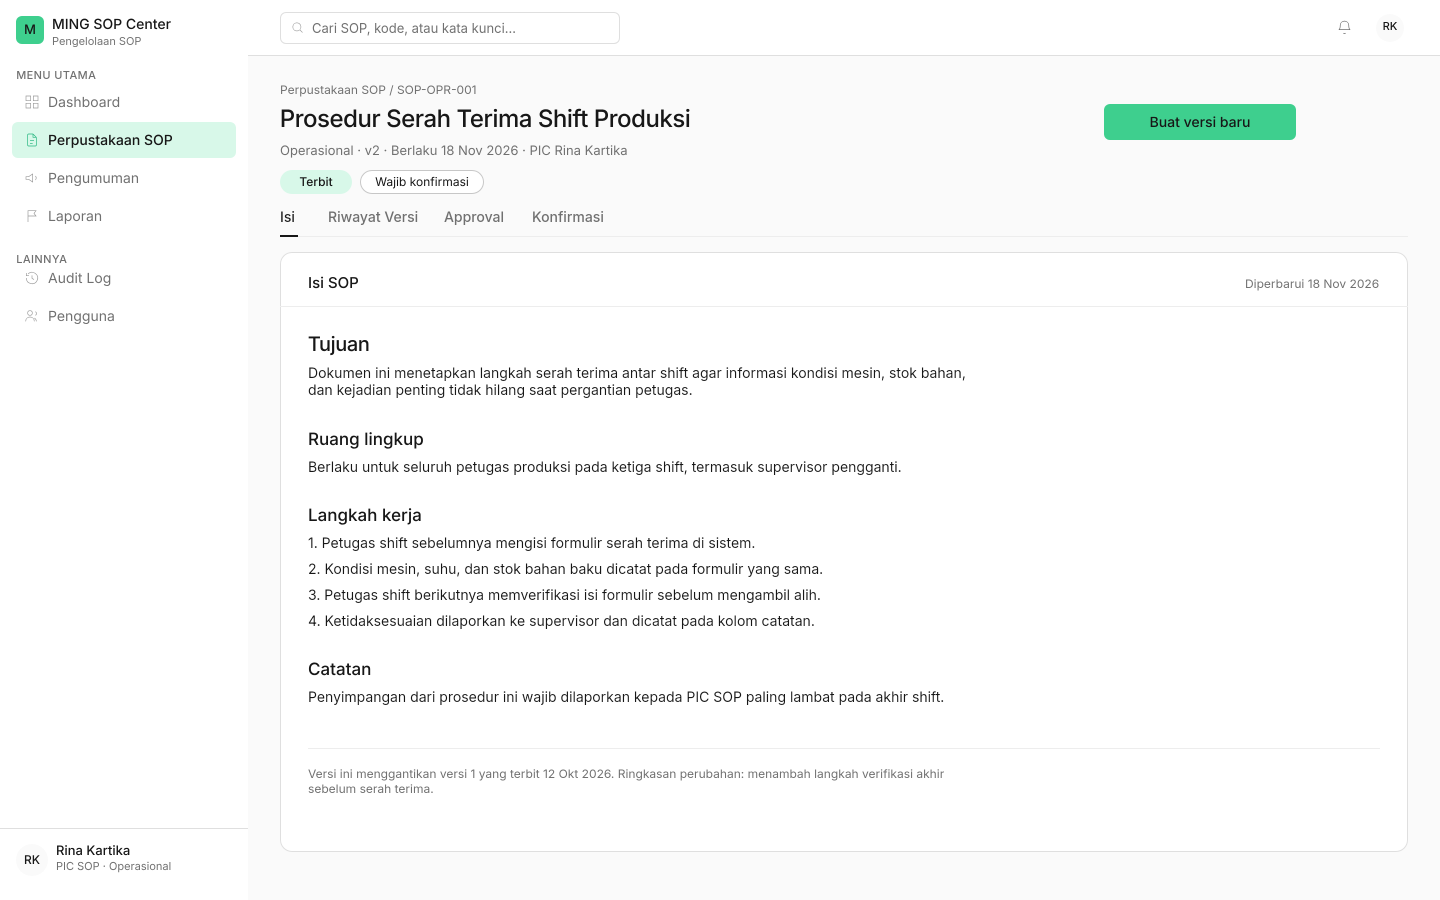 M
MING SOP Center
Pengelolaan SOP
MENU UTAMA
Dashboard
Perpustakaan SOP
Pengumuman
Laporan
LAINNYA
Audit Log
Pengguna
RK
Rina Kartika
PIC SOP · Operasional
Cari SOP, kode, atau kata kunci...
RK
Perpustakaan SOP / SOP-OPR-001
Prosedur Serah Terima Shift Produksi
Operasional · v2 · Berlaku 18 Nov 2026 · PIC Rina Kartika
Buat versi baru
Terbit
Wajib konfirmasi
Isi
Riwayat Versi
Approval
Konfirmasi
Isi SOP
Diperbarui 18 Nov 2026
Tujuan
Dokumen ini menetapkan langkah serah terima antar shift agar informasi kondisi mesin, stok bahan,
dan kejadian penting tidak hilang saat pergantian petugas.
Ruang lingkup
Berlaku untuk seluruh petugas produksi pada ketiga shift, termasuk supervisor pengganti.
Langkah kerja
1. Petugas shift sebelumnya mengisi formulir serah terima di sistem.
2. Kondisi mesin, suhu, dan stok bahan baku dicatat pada formulir yang sama.
3. Petugas shift berikutnya memverifikasi isi formulir sebelum mengambil alih.
4. Ketidaksesuaian dilaporkan ke supervisor dan dicatat pada kolom catatan.
Catatan
Penyimpangan dari prosedur ini wajib dilaporkan kepada PIC SOP paling lambat pada akhir shift.
Versi ini menggantikan versi 1 yang terbit 12 Okt 2026. Ringkasan perubahan: menambah langkah verifikasi akhir
sebelum serah terima.